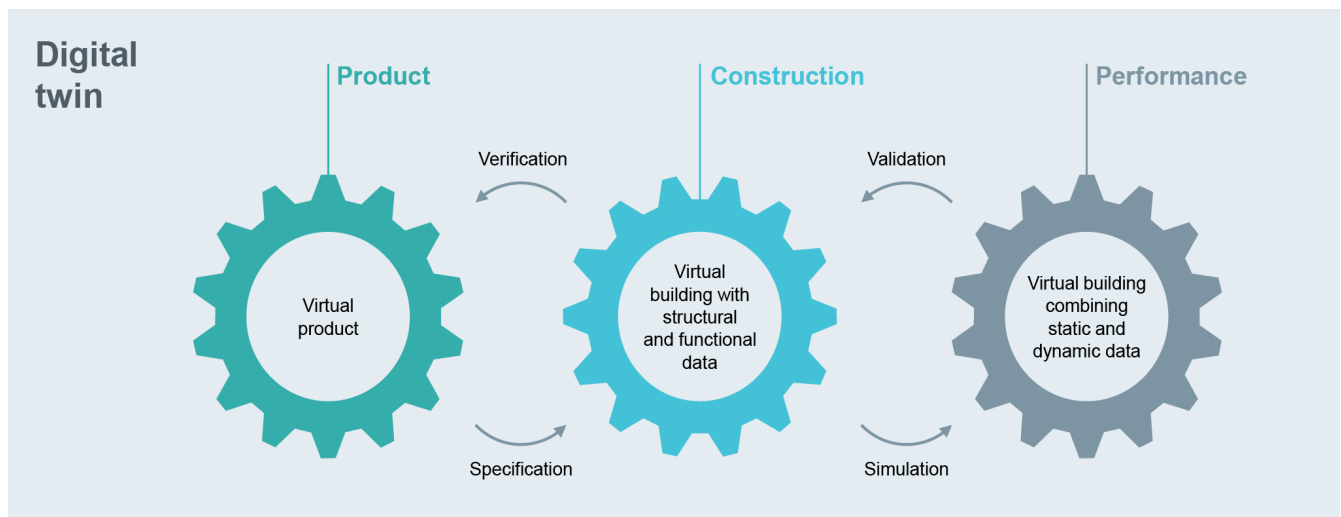 Digital
twin
Product
Construction
Performance
Verification
Validation
Virtual
product
Virtual
building with
structural
and functional
data
Virtual building
combining
static and
dynamic data
Specification
Simulation